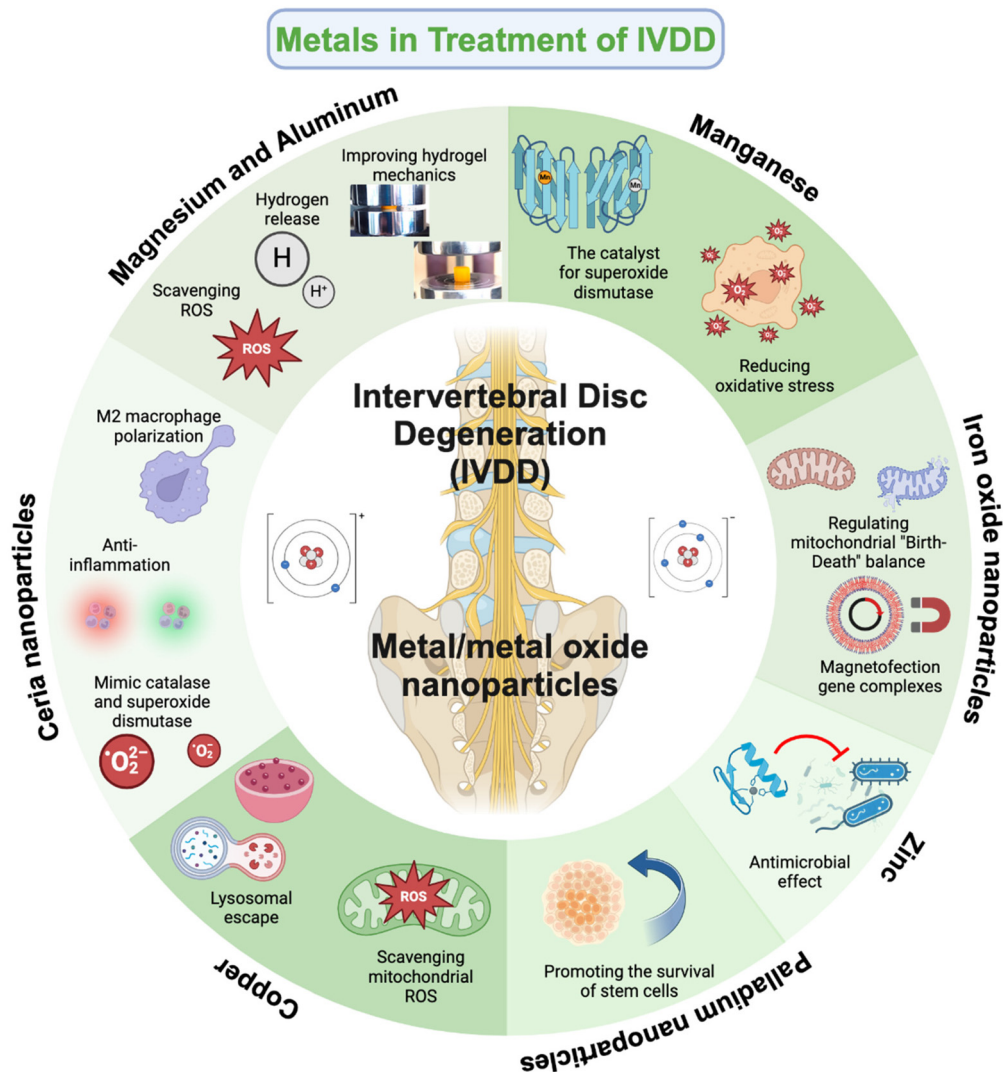 Metals in Treatment of IVDD
Magnesium and Aluminum
Improving hydrogel
mechanics
Hydrogen
release
H
H⁺
Scavenging
ROS
ROS
Manganese
Mn
Mn
The catalyst
for superoxide
dismutase
O₂⁻
Reducing
oxidative stress
Iron oxide nanoparticles
Regulating
mitochondrial "Birth-
Death" balance
Magnetofection
gene complexes
Zinc
Antimicrobial
effect
Palladium nanoparticles
Promoting the survival
of stem cells
Copper
Lysosomal
escape
ROS
Scavenging
mitochondrial
ROS
Ceria nanoparticles
M2 macrophage
polarization
Anti-
inflammation
Mimic catalase
and superoxide
dismutase
•O₂²⁻
•O₂⁻
Intervertebral Disc
Degeneration
(IVDD)
+
−
Metal/metal oxide
nanoparticles